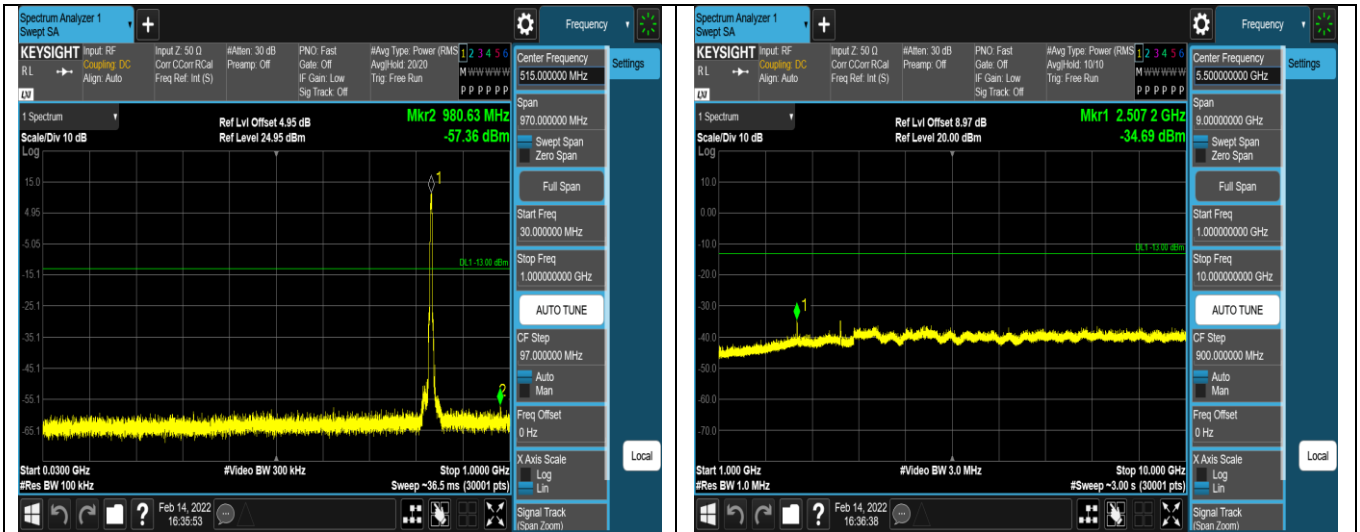 Spectrum Analyzer 1
Swept SA
+
Frequency
KEYSIGHT
RL
LXI
Input: RF
Coupling: DC
Align: Auto
Input Z: 50 Ω
Corr CCorr RCal
Freq Ref: Int (S)
#Atten: 30 dB
Preamp: Off
PNO: Fast
Gate: Off
IF Gain: Low
Sig Track: Off
#Avg Type: Power (RMS
Avg|Hold: 20/20
Trig: Free Run
1 2 3 4 5 6
M W W W W W
P P P P P P
1 Spectrum
Scale/Div 10 dB
Log
Ref Lvl Offset 4.95 dB
Ref Level 24.95 dBm
Mkr2 980.63 MHz
-57.36 dBm
15.0
4.95
-5.05
-15.1
-25.1
-35.1
-45.1
-55.1
-65.1
1
DL1 -13.00 dBm
2
Start 0.0300 GHz
#Res BW 100 kHz
#Video BW 300 kHz
Stop 1.0000 GHz
Sweep ~36.5 ms (30001 pts)
Center Frequency
515.000000 MHz
Settings
Span
970.000000 MHz
Swept Span
Zero Span
Full Span
Start Freq
30.000000 MHz
Stop Freq
1.000000000 GHz
AUTO TUNE
CF Step
97.000000 MHz
Auto
Man
Freq Offset
0 Hz
X Axis Scale
Log
Lin
Local
Signal Track
(Span Zoom)
?
Feb 14, 2022
16:35:53
Spectrum Analyzer 1
Swept SA
+
Frequency
KEYSIGHT
RL
LXI
Input: RF
Coupling: DC
Align: Auto
Input Z: 50 Ω
Corr CCorr RCal
Freq Ref: Int (S)
#Atten: 30 dB
Preamp: Off
PNO: Fast
Gate: Off
IF Gain: Low
Sig Track: Off
#Avg Type: Power (RMS
Avg|Hold: 10/10
Trig: Free Run
1 2 3 4 5 6
M W W W W W
P P P P P P
1 Spectrum
Scale/Div 10 dB
Log
Ref Lvl Offset 8.97 dB
Ref Level 20.00 dBm
Mkr1 2.507 2 GHz
-34.69 dBm
10.0
0.00
-10.0
-20.0
-30.0
-40.0
-50.0
-60.0
-70.0
DL1 -13.00 dBm
1
Start 1.000 GHz
#Res BW 1.0 MHz
#Video BW 3.0 MHz
Stop 10.000 GHz
#Sweep ~3.00 s (30001 pts)
Center Frequency
5.500000000 GHz
Settings
Span
9.00000000 GHz
Swept Span
Zero Span
Full Span
Start Freq
1.000000000 GHz
Stop Freq
10.000000000 GHz
AUTO TUNE
CF Step
900.000000 MHz
Auto
Man
Freq Offset
0 Hz
X Axis Scale
Log
Lin
Local
Signal Track
(Span Zoom)
?
Feb 14, 2022
16:36:38